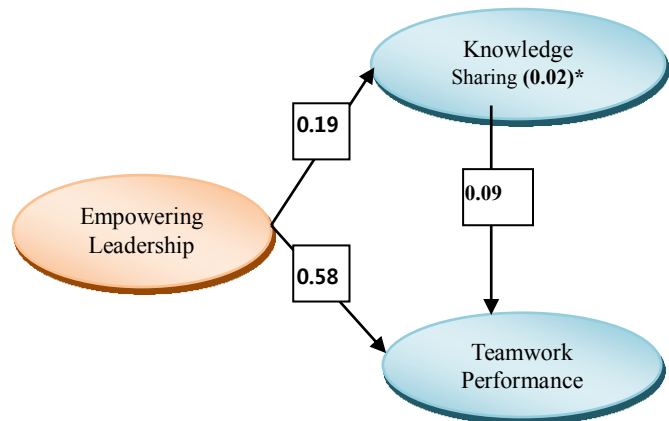 Knowledge
Sharing (0.02)*
0.19
0.09
Empowering
Leadership
0.58
Teamwork
Performance